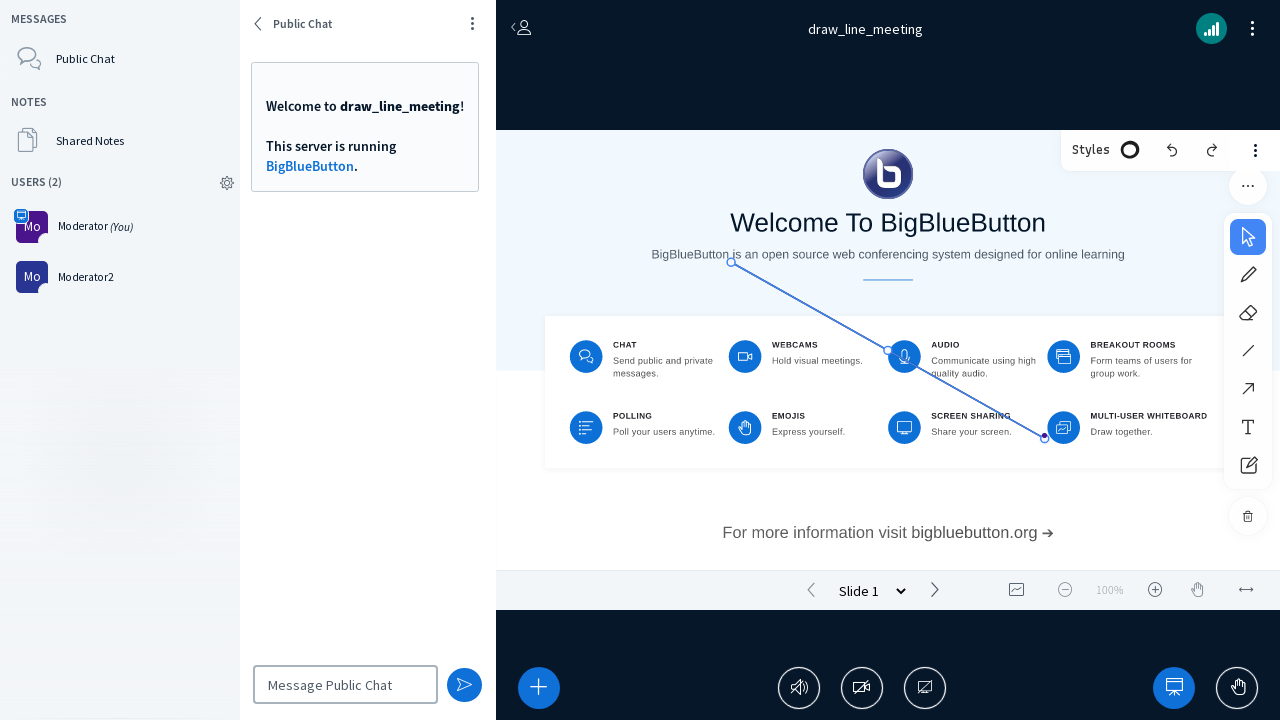 MESSAGES
Public Chat
NOTES
Shared Notes
USERS (2)
Mo
Moderator (You)
Mo
Moderator2
Public Chat
Welcome to draw_line_meeting!
This server is running
BigBlueButton.
Message Public Chat
draw_line_meeting
Styles
Welcome To BigBlueButton
BigBlueButton is an open source web conferencing system designed for online learning
CHAT
Send public and private
messages.
WEBCAMS
Hold visual meetings.
AUDIO
Communicate using high
quality audio.
BREAKOUT ROOMS
Form teams of users for
group work.
POLLING
Poll your users anytime.
EMOJIS
Express yourself.
SCREEN SHARING
Share your screen.
MULTI-USER WHITEBOARD
Draw together.
For more information visit bigbluebutton.org →
Slide 1
100%